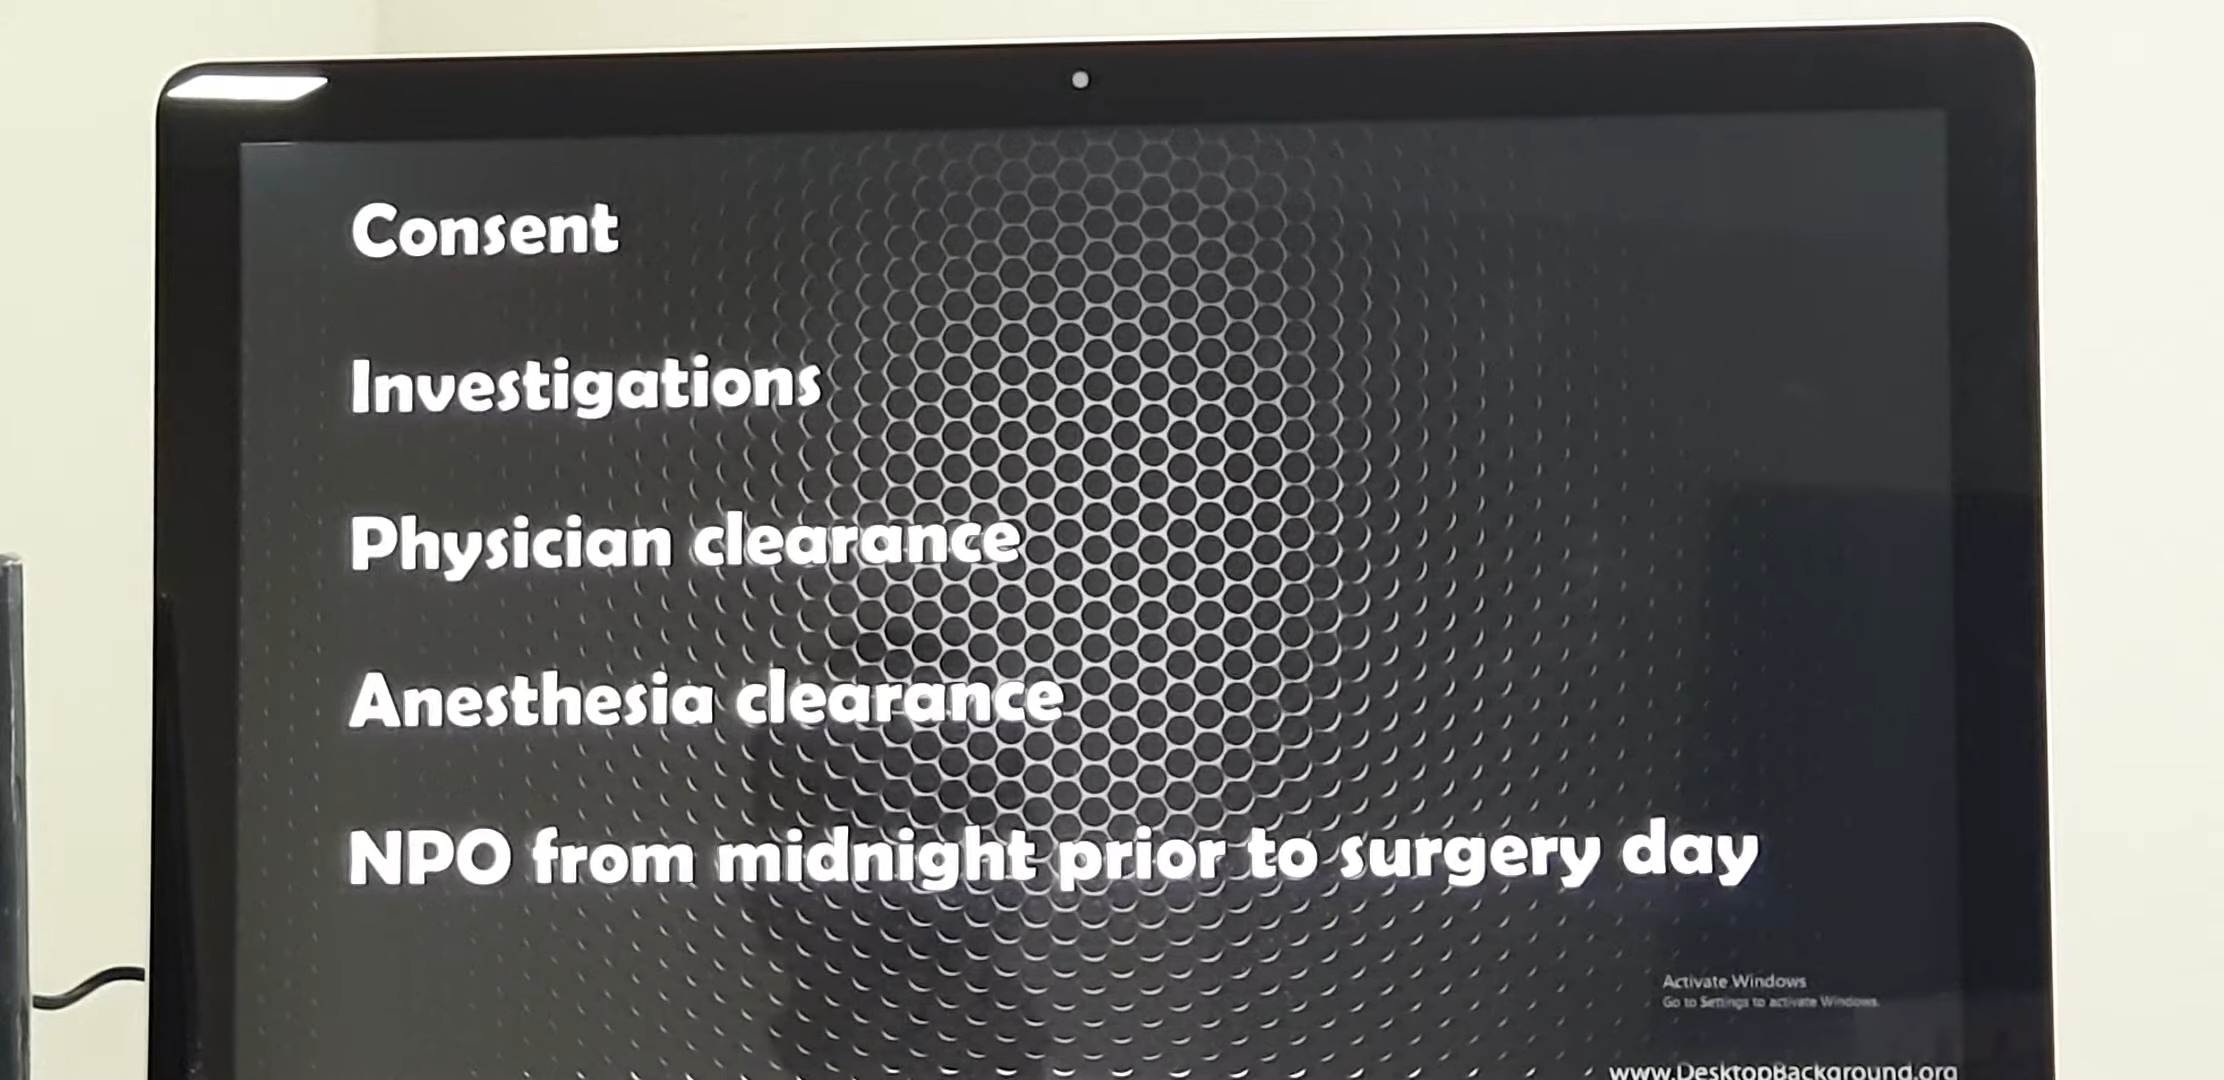 Consent
Investigations
Physician clearance
Anesthesia clearance
NPO from midnight prior to surgery day
Activate Windows
Go to Settings to activate Windows.
www.DesktopBackground.org